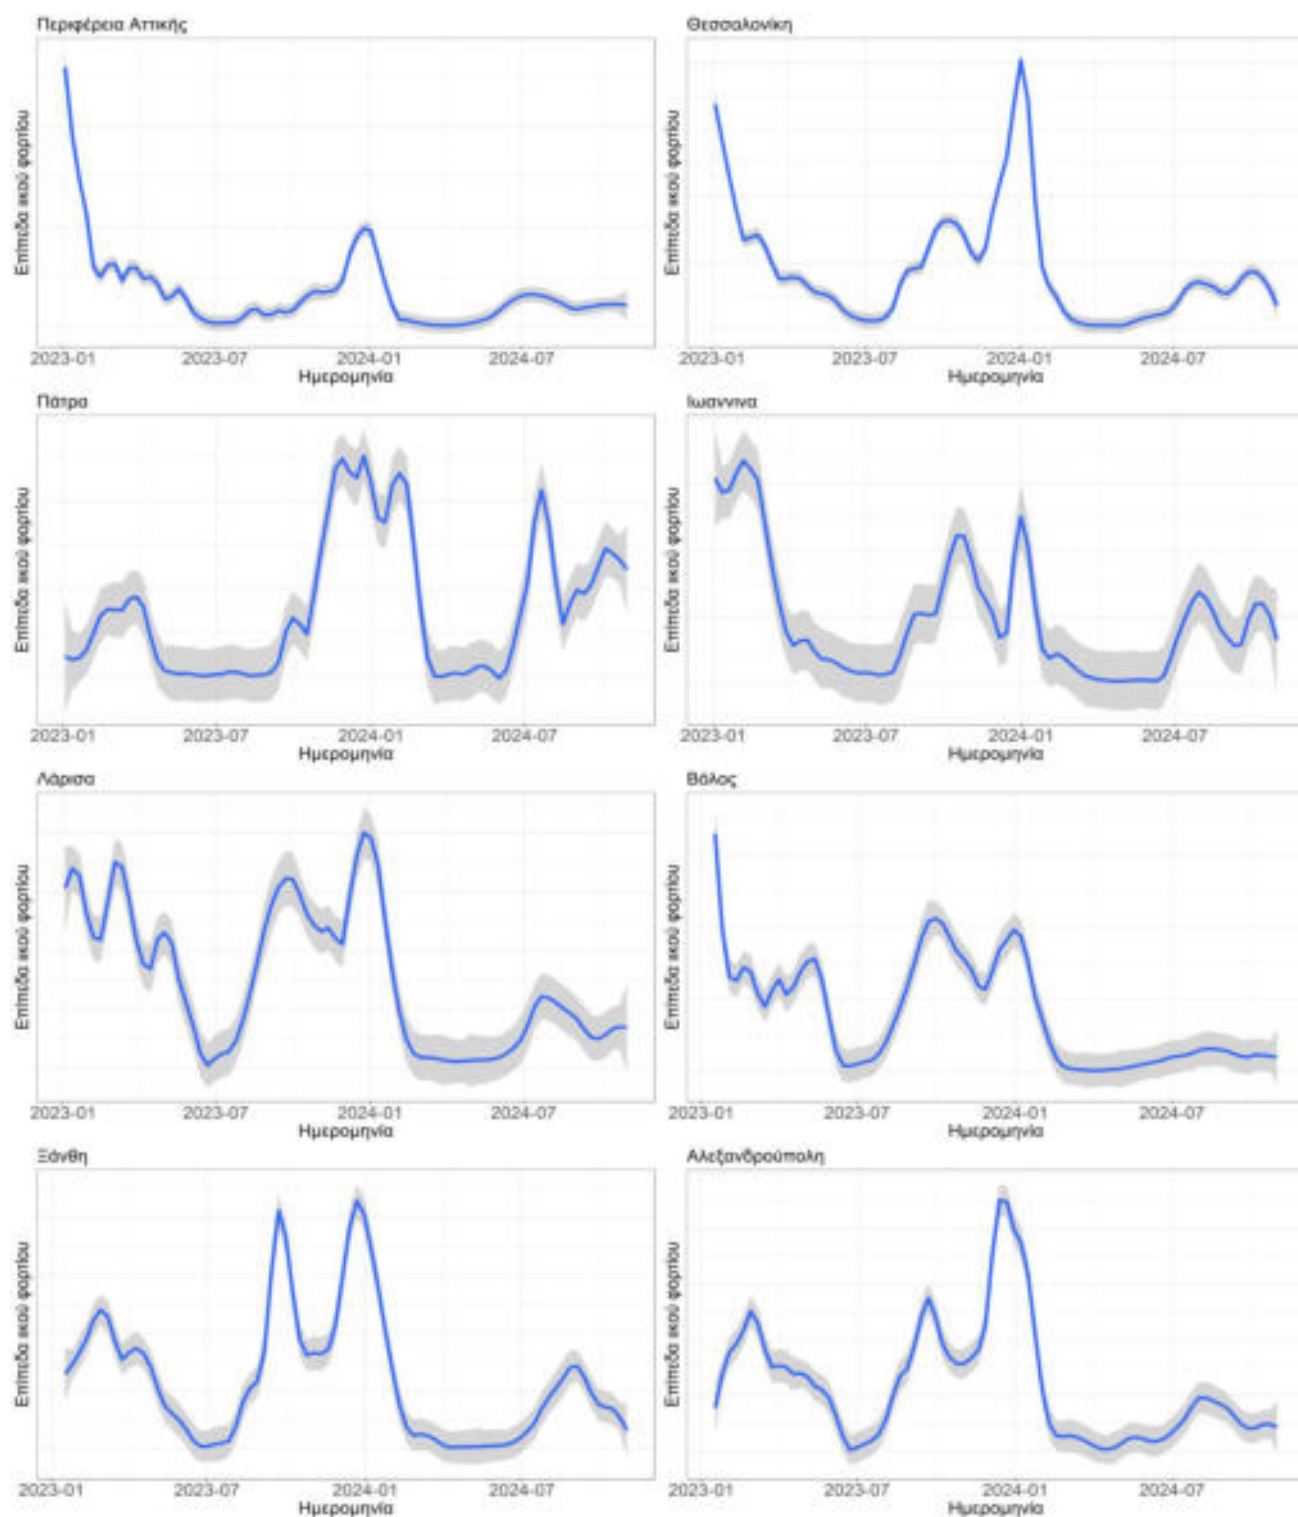 Περιφέρεια Αττικής
Επίπεδα ιικού φορτίου
2023-01 2023-07 2024-01 2024-07
Ημερομηνία
Θεσσαλονίκη
Επίπεδα ιικού φορτίου
2023-01 2023-07 2024-01 2024-07
Ημερομηνία
Πάτρα
Επίπεδα ιικού φορτίου
2023-01 2023-07 2024-01 2024-07
Ημερομηνία
Ιωαννινα
Επίπεδα ιικού φορτίου
2023-01 2023-07 2024-01 2024-07
Ημερομηνία
Λάρισα
Επίπεδα ιικού φορτίου
2023-01 2023-07 2024-01 2024-07
Ημερομηνία
Βόλος
Επίπεδα ιικού φορτίου
2023-01 2023-07 2024-01 2024-07
Ημερομηνία
Ξάνθη
Επίπεδα ιικού φορτίου
2023-01 2023-07 2024-01 2024-07
Ημερομηνία
Αλεξανδρούπολη
Επίπεδα ιικού φορτίου
2023-01 2023-07 2024-01 2024-07
Ημερομηνία